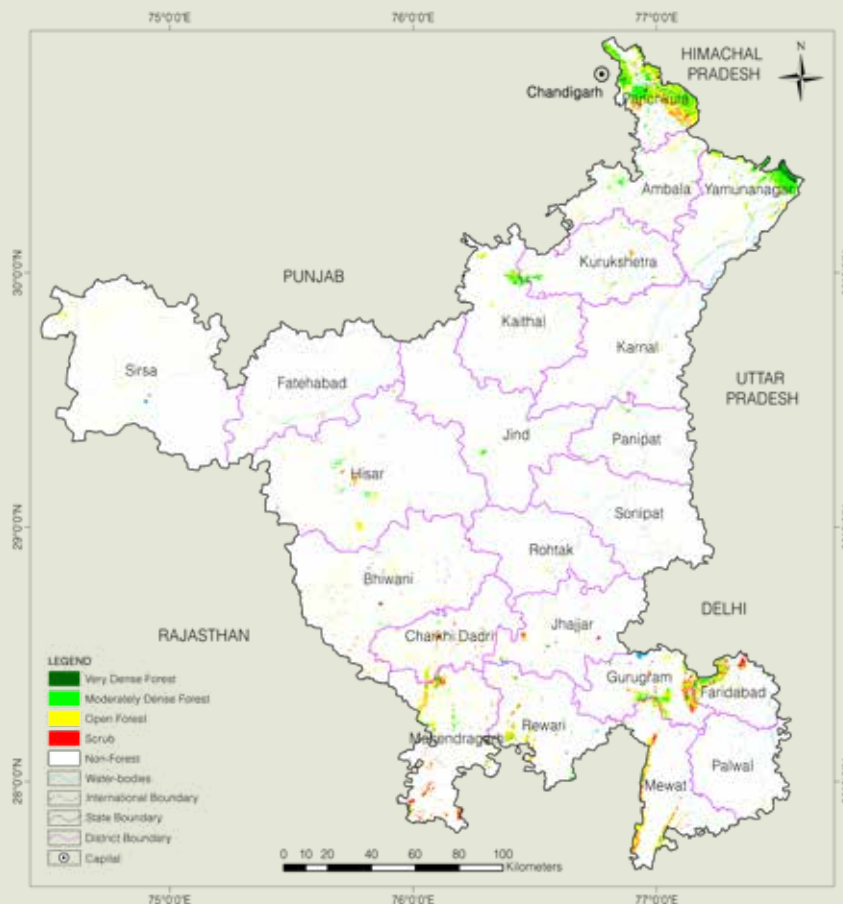 75°0'0"E 76°0'0"E 77°0'0"E
N
HIMACHAL
PRADESH
Chandigarh
Panchkula
Ambala
Yamunanagar
30°0'0"N
PUNJAB
Kurukshetra
Kaithal
Karnal
Sirsa
Fatehabad
UTTAR
PRADESH
Jind
Panipat
Hisar
Sonipat
29°0'0"N
Rohtak
Bhiwani
DELHI
RAJASTHAN
Charkhi Dadri
Jhajjar
Gurugram
Faridabad
Mahendragarh
Rewari
Palwal
Mewat
28°0'0"N
LEGEND
Very Dense Forest
Moderately Dense Forest
Open Forest
Scrub
Non-Forest
Water-bodies
International Boundary
State Boundary
District Boundary
Capital
0 10 20 40 60 80 100
Kilometers
75°0'0"E 76°0'0"E 77°0'0"E